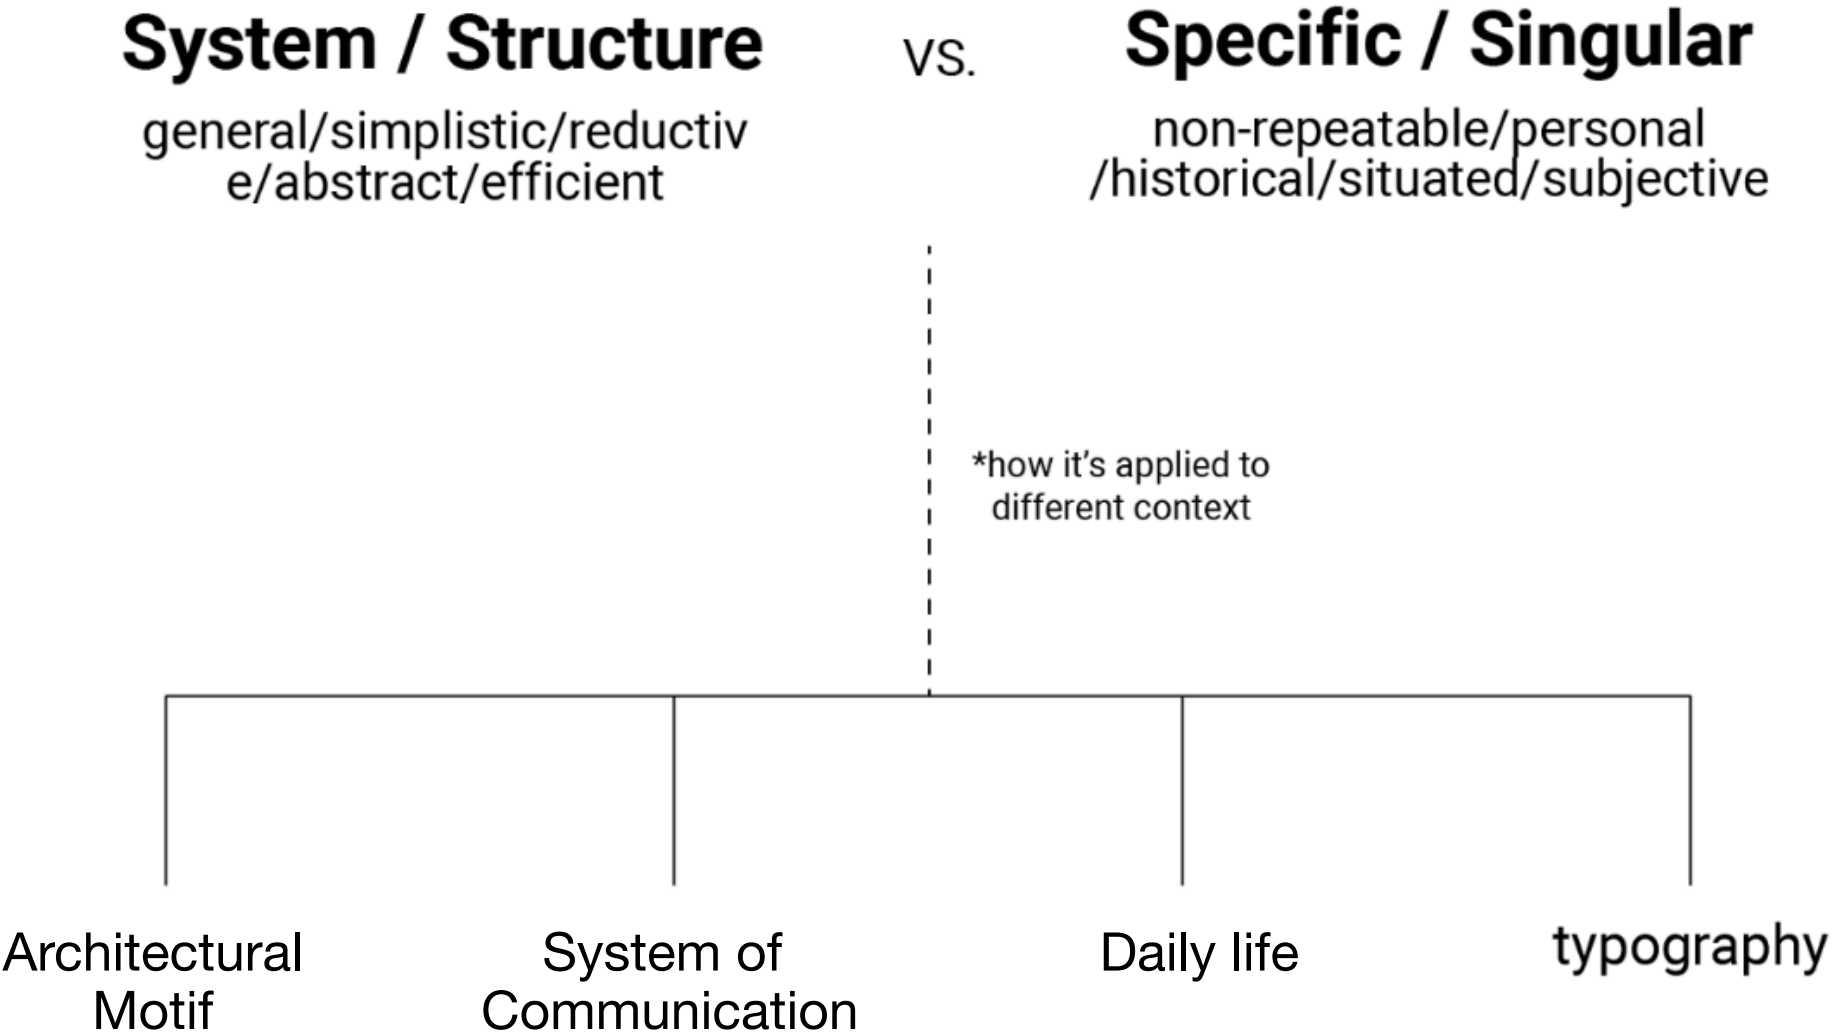 System / Structure
vs.
Specific / Singular
general/simplistic/reductiv
e/abstract/efficient
non-repeatable/personal
/historical/situated/subjective
*how it's applied to
different context
Architectural
Motif
System of
Communication
Daily life
typography